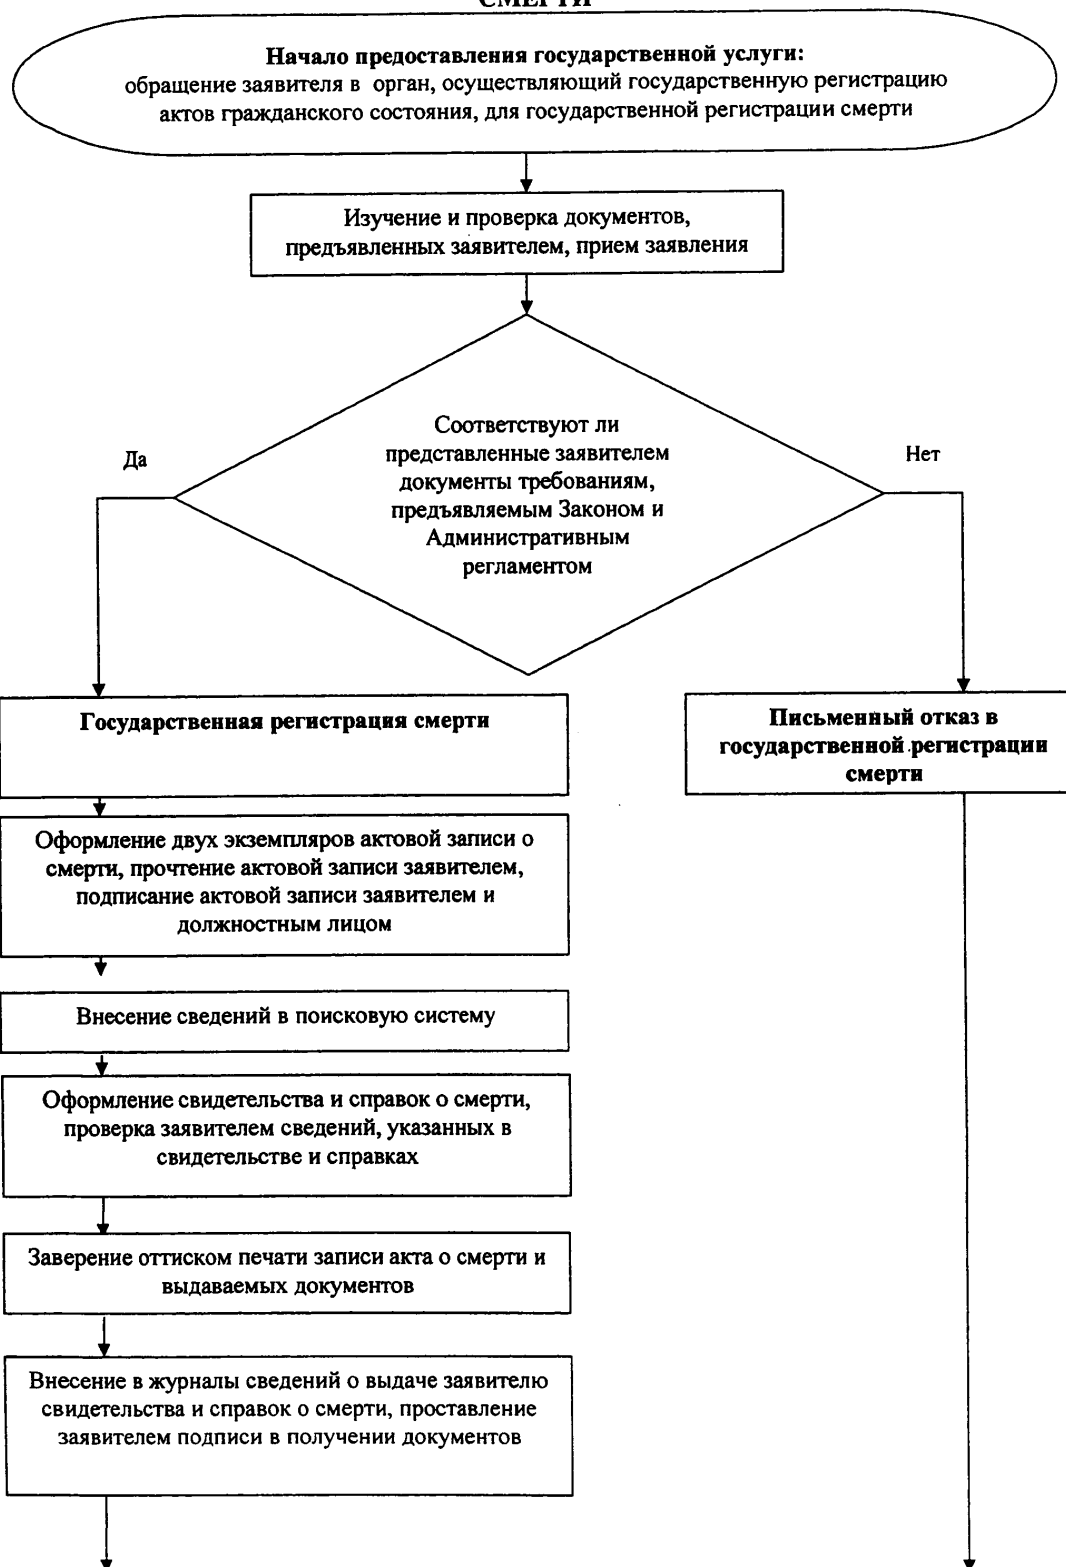 СМЕРТИ
Начало предоставления государственной услуги:
обращение заявителя в орган, осуществляющий государственную регистрацию
актов гражданского состояния, для государственной регистрации смерти
Изучение и проверка документов,
предъявленных заявителем, прием заявления
Соответствуют ли
представленные заявителем
документы требованиям,
предъявляемым Законом и
Административным
регламентом
Да
Нет
Государственная регистрация смерти
Письменный отказ в
государственной регистрации
смерти
Оформление двух экземпляров актовой записи о
смерти, прочтение актовой записи заявителем,
подписание актовой записи заявителем и
должностным лицом
Внесение сведений в поисковую систему
Оформление свидетельства и справок о смерти,
проверка заявителем сведений, указанных в
свидетельстве и справках
Заверение оттиском печати записи акта о смерти и
выдаваемых документов
Внесение в журналы сведений о выдаче заявителю
свидетельства и справок о смерти, проставление
заявителем подписи в получении документов